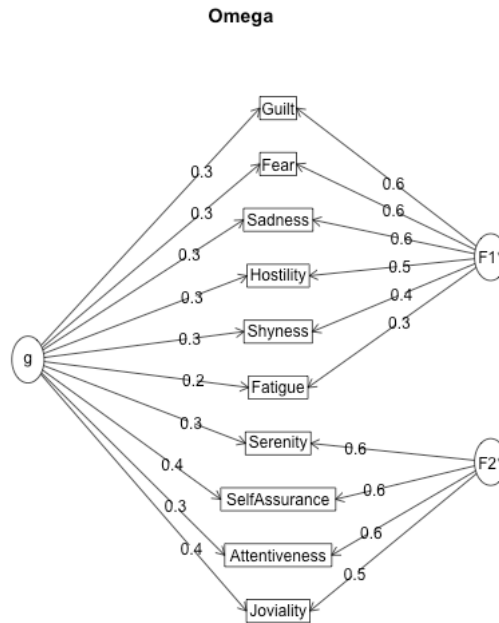 Omega
Guilt
0.6
0.3
Fear
0.6
0.3
Sadness
0.6
0.3
F1*
Hostility
0.5
0.3
Shyness
0.4
0.3
g
0.3
Fatigue
0.2
Serenity
0.6
0.3
F2*
SelfAssurance
0.6
0.4
0.3
0.6
Attentiveness
0.4
0.5
Joviality